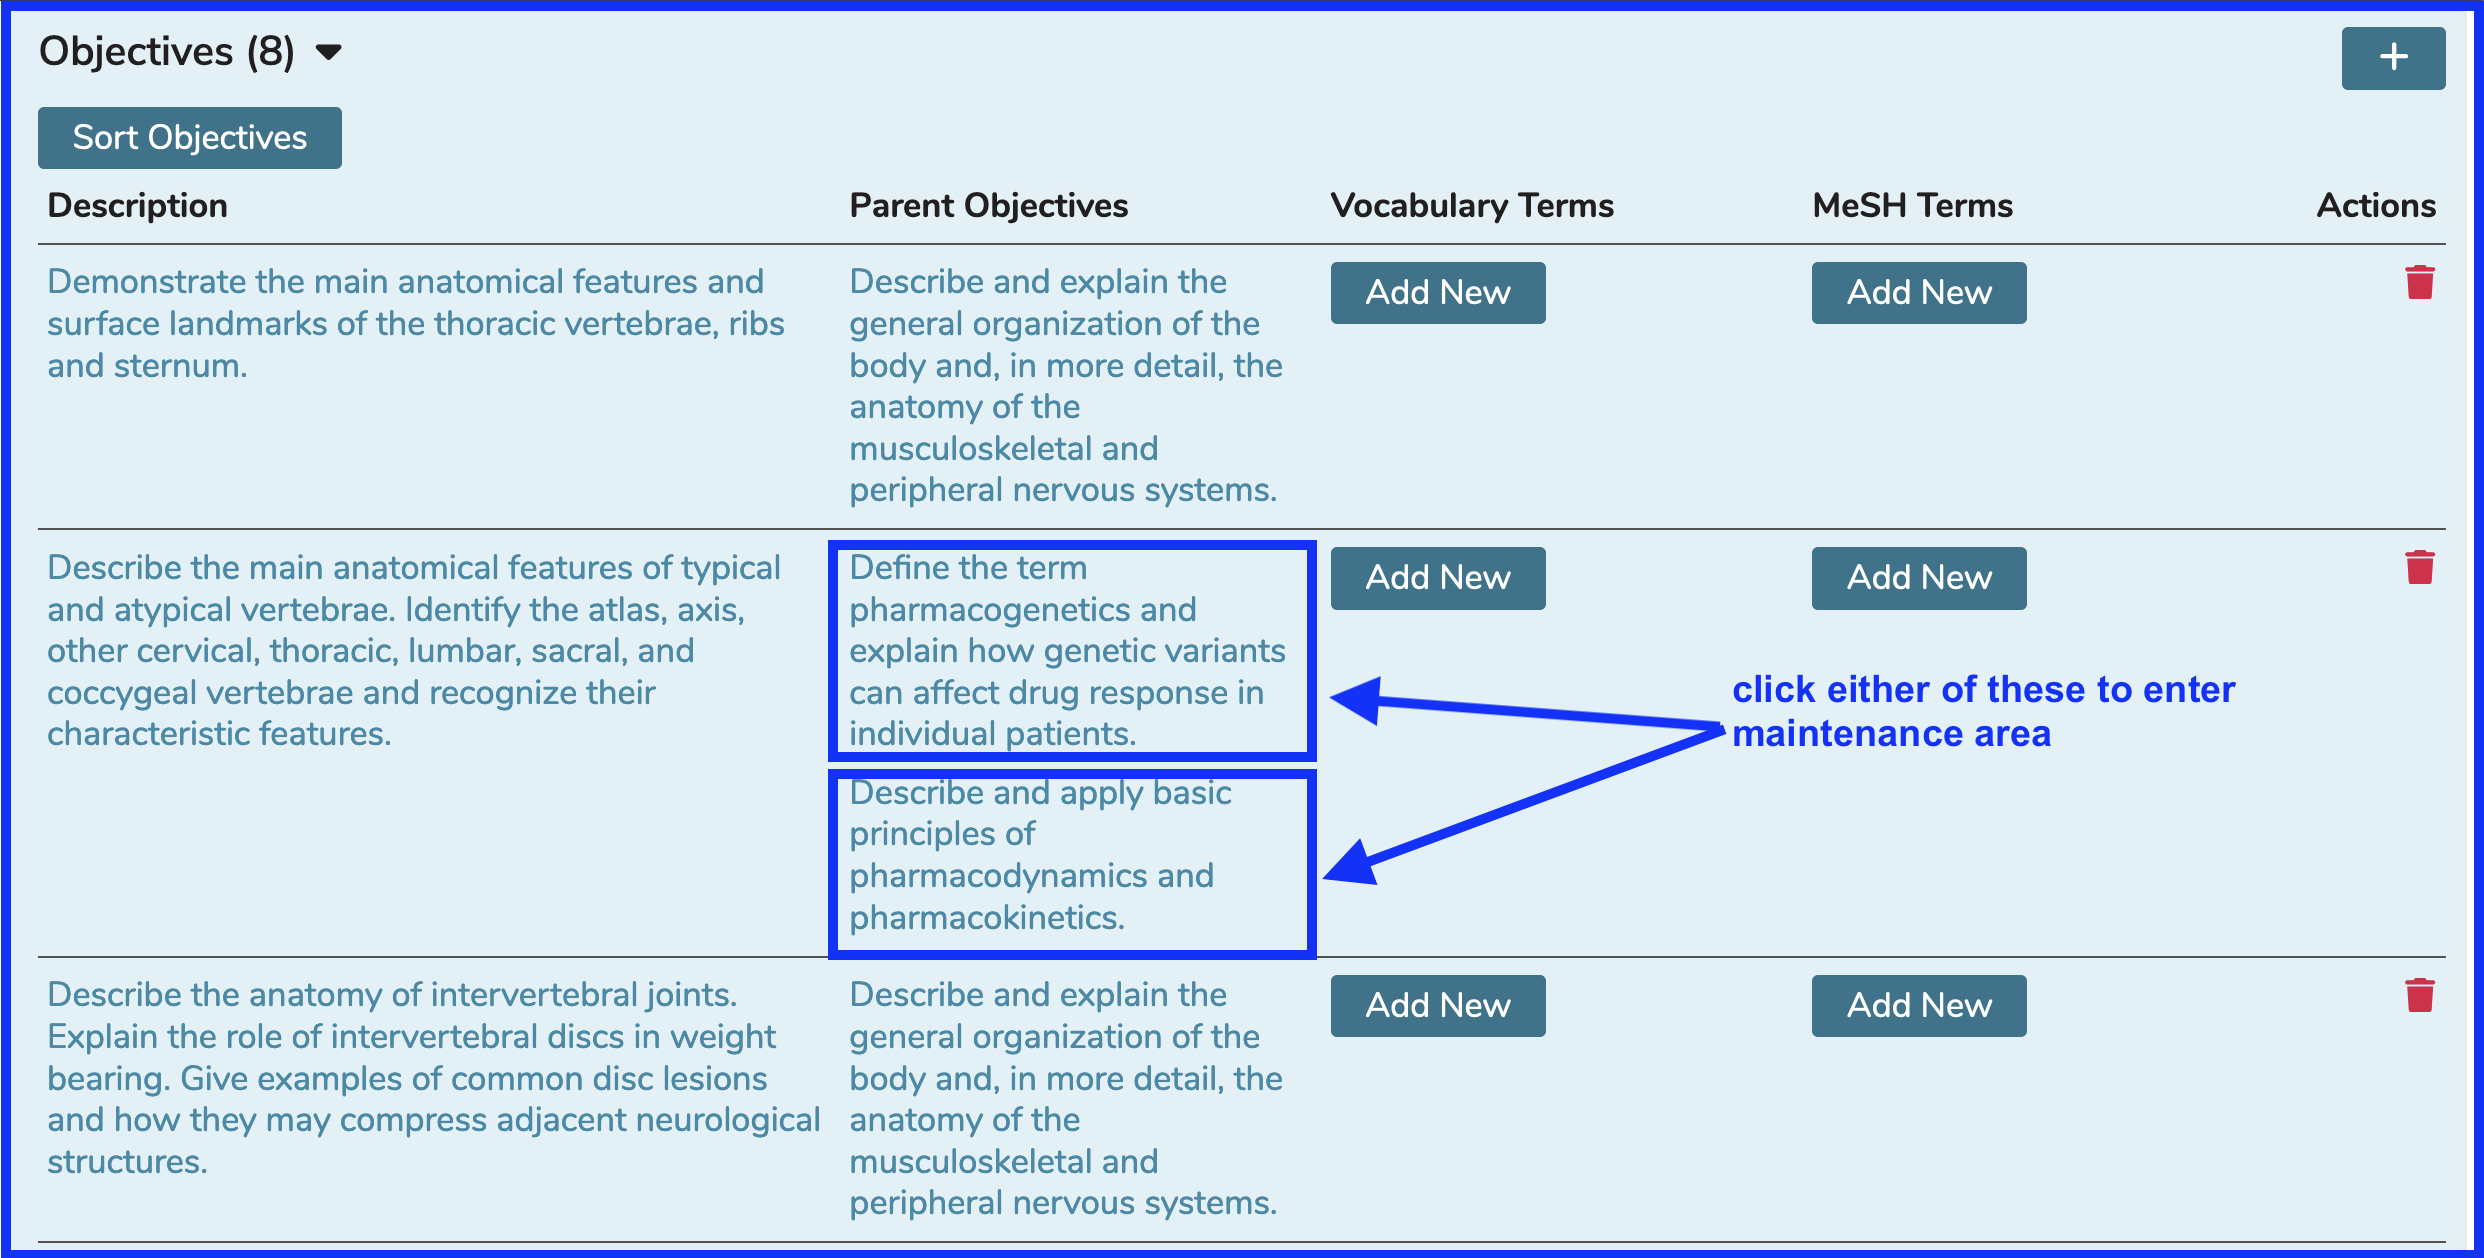 Objectives (8)
+
Sort Objectives
Description Parent Objectives Vocabulary Terms MeSH Terms Actions
Demonstrate the main anatomical features and
surface landmarks of the thoracic vertebrae, ribs
and sternum.
Describe and explain the
general organization of the
body and, in more detail, the
anatomy of the
musculoskeletal and
peripheral nervous systems.
Add New
Add New
Describe the main anatomical features of typical
and atypical vertebrae. Identify the atlas, axis,
other cervical, thoracic, lumbar, sacral, and
coccygeal vertebrae and recognize their
characteristic features.
Define the term
pharmacogenetics and
explain how genetic variants
can affect drug response in
individual patients.
Describe and apply basic
principles of
pharmacodynamics and
pharmacokinetics.
Add New
Add New
click either of these to enter
maintenance area
Describe the anatomy of intervertebral joints.
Explain the role of intervertebral discs in weight
bearing. Give examples of common disc lesions
and how they may compress adjacent neurological
structures.
Describe and explain the
general organization of the
body and, in more detail, the
anatomy of the
musculoskeletal and
peripheral nervous systems.
Add New
Add New